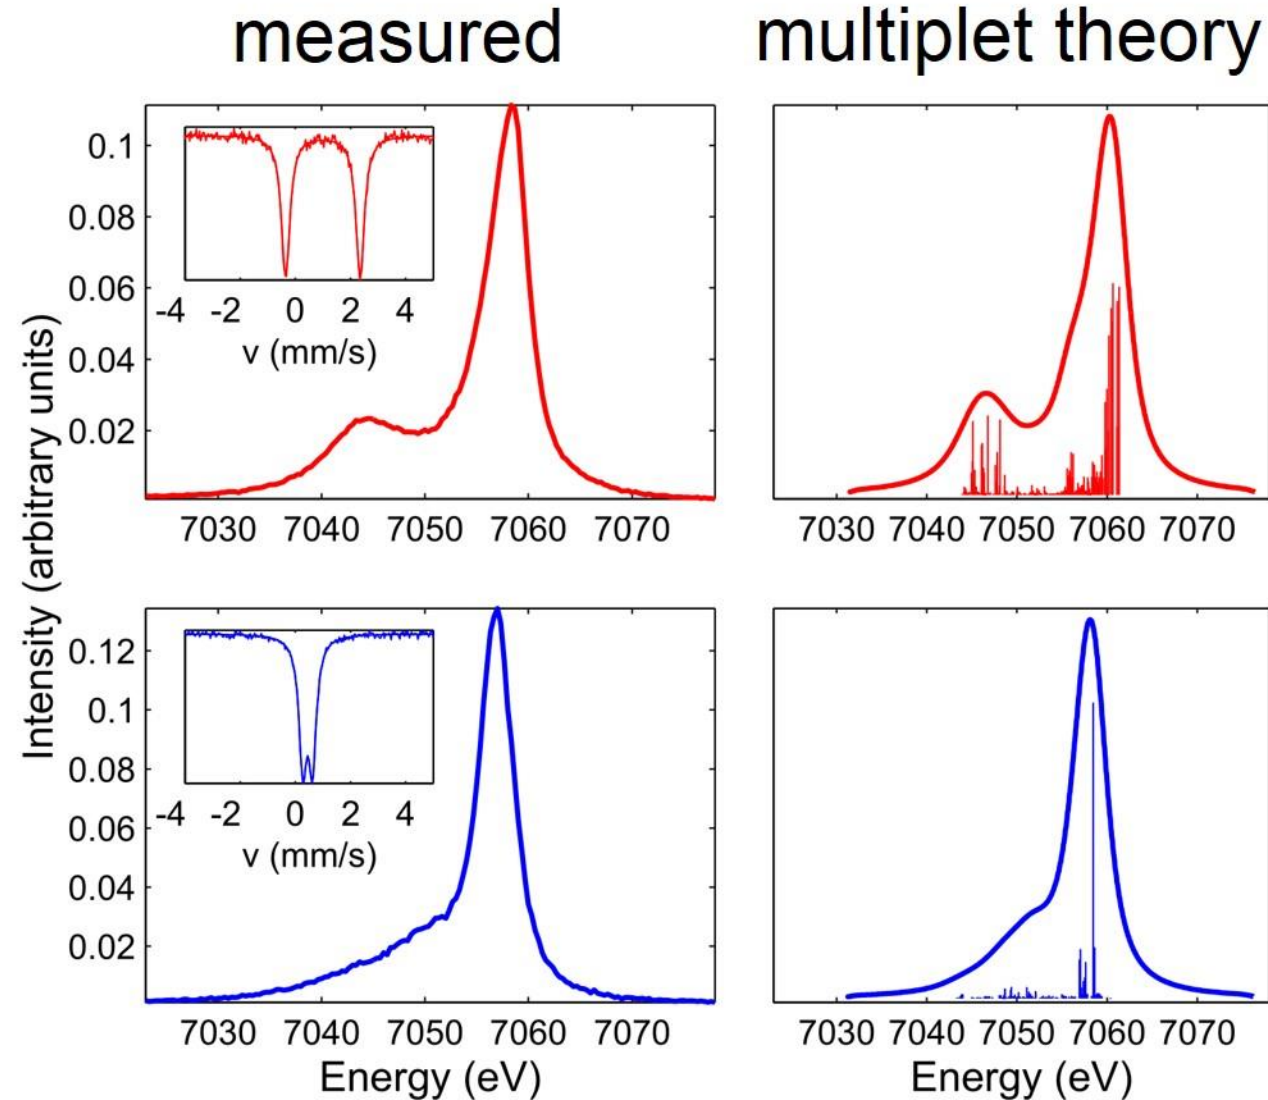 measured
multiplet theory
Intensity (arbitrary units)
0.1
0.08
0.06
0.04
0.02
-4 -2 0 2 4
v (mm/s)
7030 7040 7050 7060 7070
7030 7040 7050 7060 7070
0.12
0.1
0.08
0.06
0.04
0.02
-4 -2 0 2 4
v (mm/s)
7030 7040 7050 7060 7070
7030 7040 7050 7060 7070
Energy (eV)
Energy (eV)